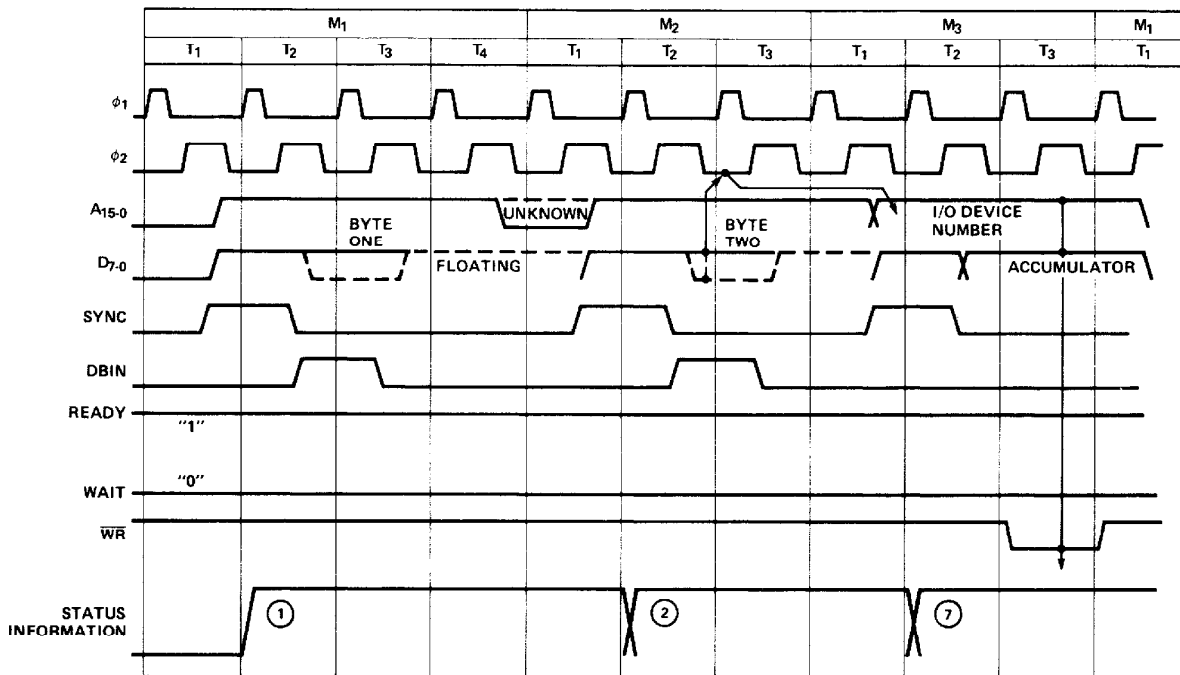 M1 M2 M3 M1
T1 T2 T3 T4 T1 T2 T3 T1 T2 T3 T1
ϕ1
ϕ2
A15-0
UNKNOWN
BYTE
ONE
BYTE
TWO
I/O DEVICE
NUMBER
D7-0
FLOATING
ACCUMULATOR
SYNC
DBIN
READY
"1"
"0"
WAIT
WR
STATUS
INFORMATION
1 2 7